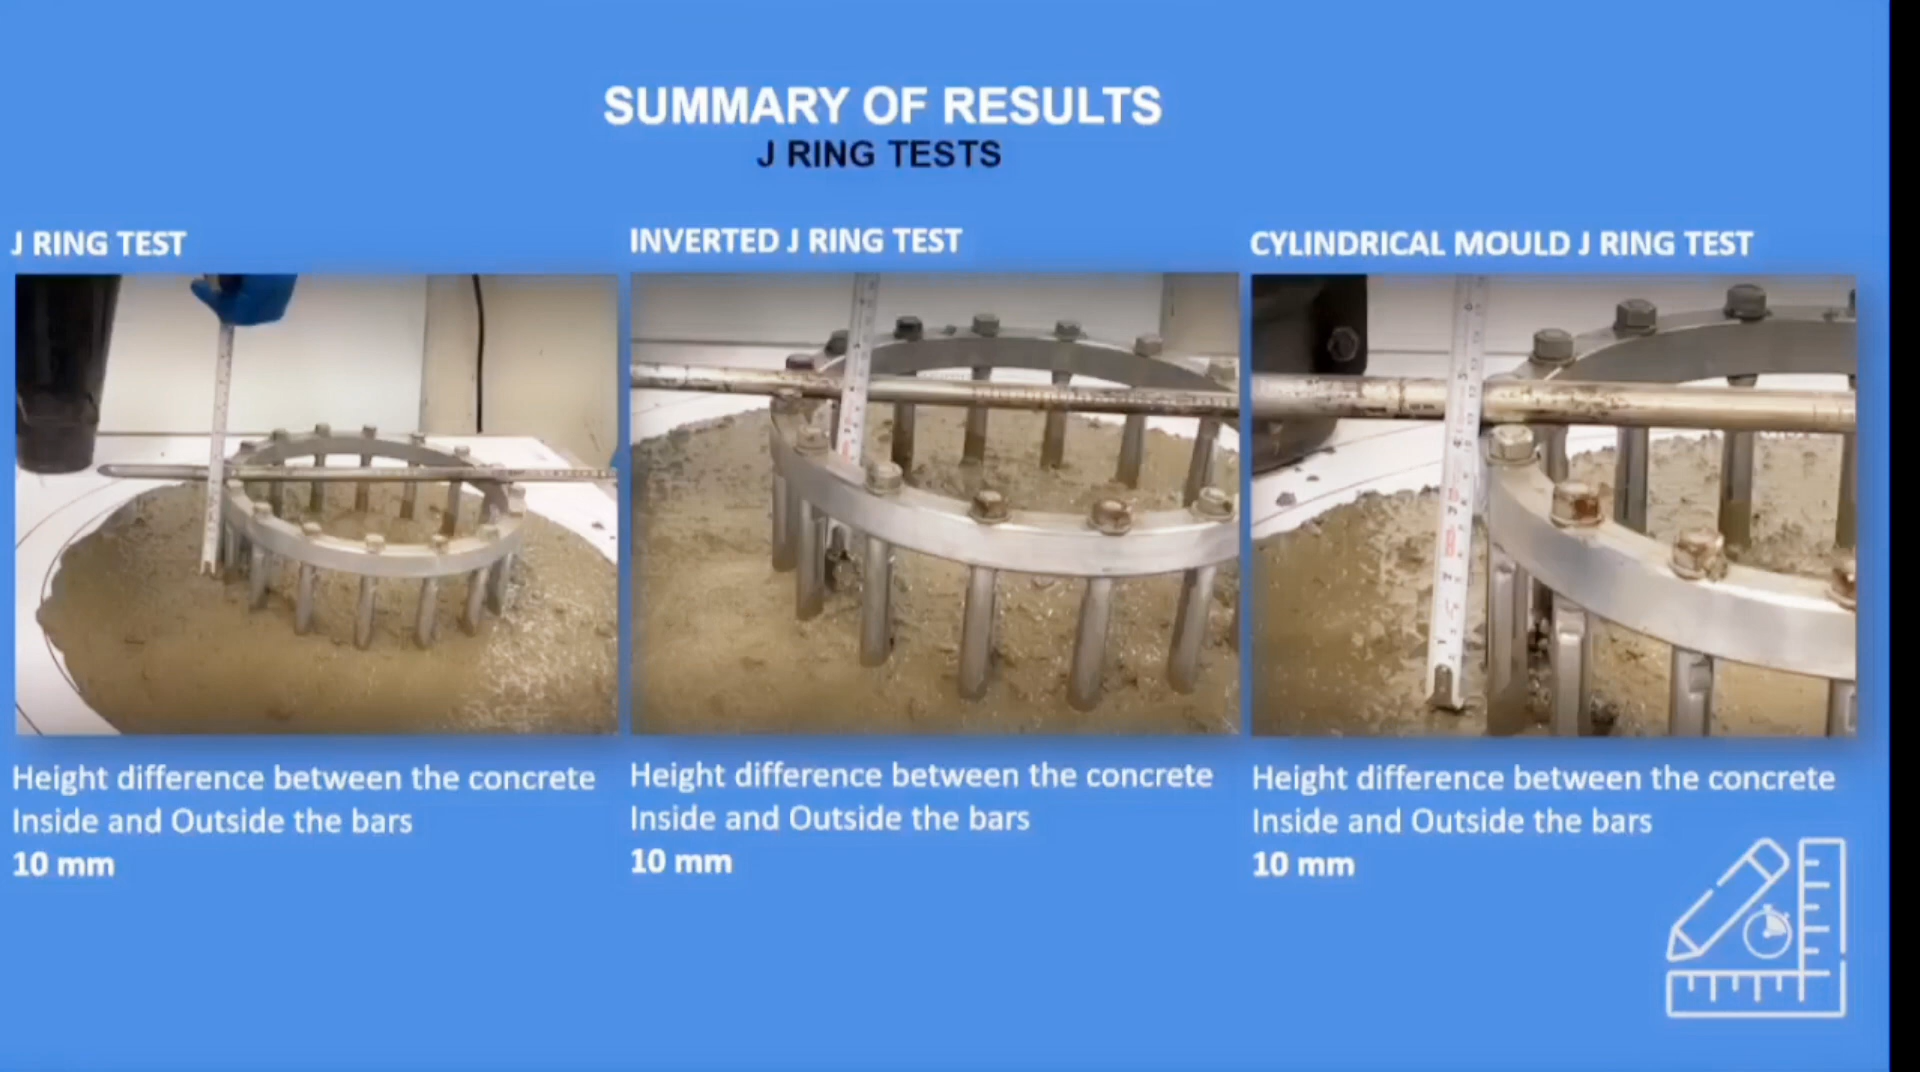 SUMMARY OF RESULTS
J RING TESTS
J RING TEST
Height difference between the concrete
Inside and Outside the bars
10 mm
INVERTED J RING TEST
Height difference between the concrete
Inside and Outside the bars
10 mm
CYLINDRICAL MOULD J RING TEST
Height difference between the concrete
Inside and Outside the bars
10 mm